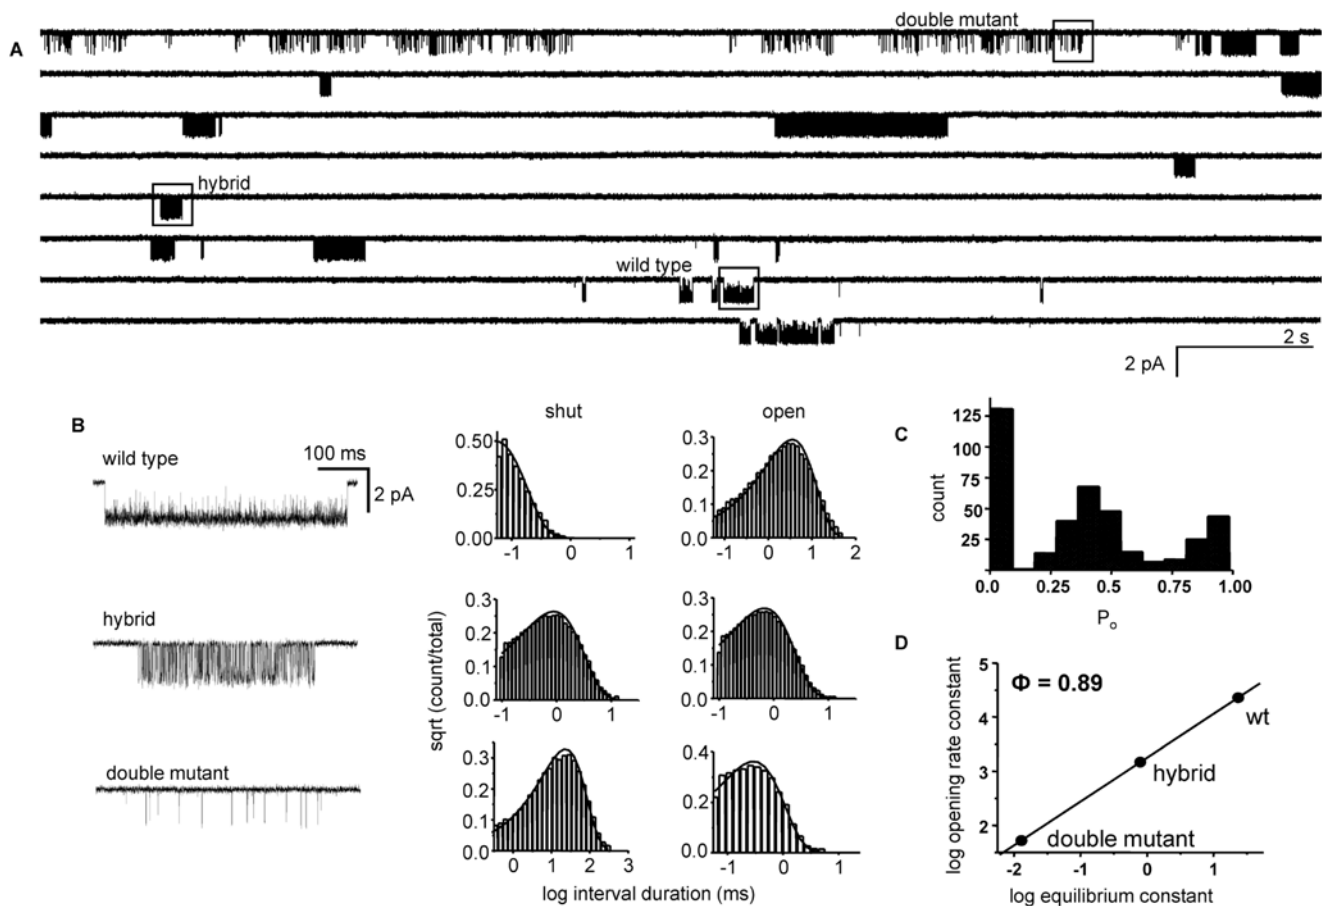 double mutant
A
hybrid
wild type
2 s
2 pA
B
shut
open
C
wild type
100 ms
2 pA
0.50
0.25
0.00
-1 0 1
0.3
0.2
0.1
0.0
-1 0 1 2
count
125
100
75
50
25
0.0 0.25 0.5 0.75 1.00
Po
hybrid
sqrt (count/total)
0.3
0.2
0.1
0.0
-1 0 1
0.3
0.2
0.1
0.0
-1 0 1
D
Φ = 0.89
log opening rate constant
5
4
3
2
wt
hybrid
double mutant
-2 -1 0 1
log equilibrium constant
double mutant
0.3
0.2
0.1
0.0
0 1 2 3
0.4
0.2
0.0
-1 0 1
log interval duration (ms)